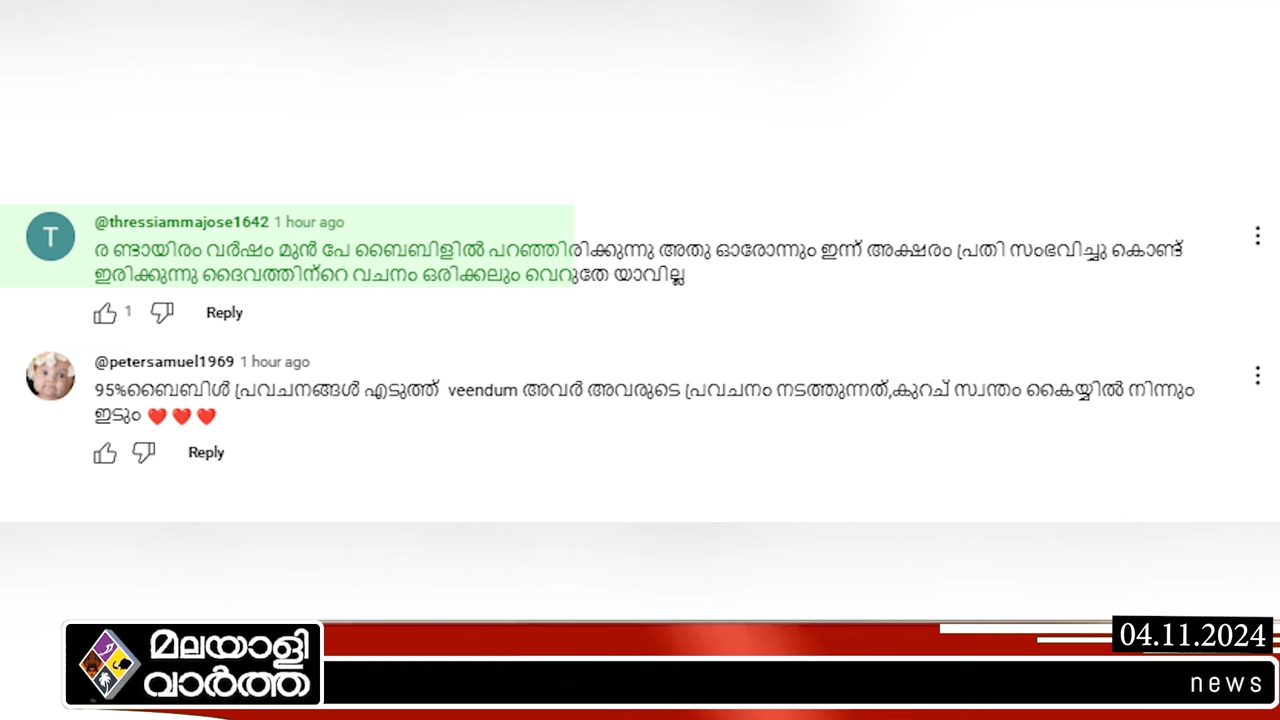 T
@thressiammajose1642 1 hour ago
ര ണ്ടായിരം വർഷം മുൻ പേ ബൈബിളിൽ പറഞ്ഞിരിക്കുന്നു അതു ഓരോന്നും ഇന്ന് അക്ഷരം പ്രതി സംഭവിച്ചു കൊണ്ട്
ഇരിക്കുന്നു ദൈവത്തിന്റെ വചനം ഒരിക്കലും വെറുതേ യാവില്ല
1 Reply
@petersamuel1969 1 hour ago
95%ബൈബിൾ പ്രവചനങ്ങൾ എടുത്ത് veendum അവർ അവരുടെ പ്രവചനം നടത്തുന്നത്,കുറച് സ്വന്തം കൈയ്യിൽ നിന്നും
ഇടും ❤️❤️❤️
Reply
04.11.2024
മലയാളി
വാർത്ത
news